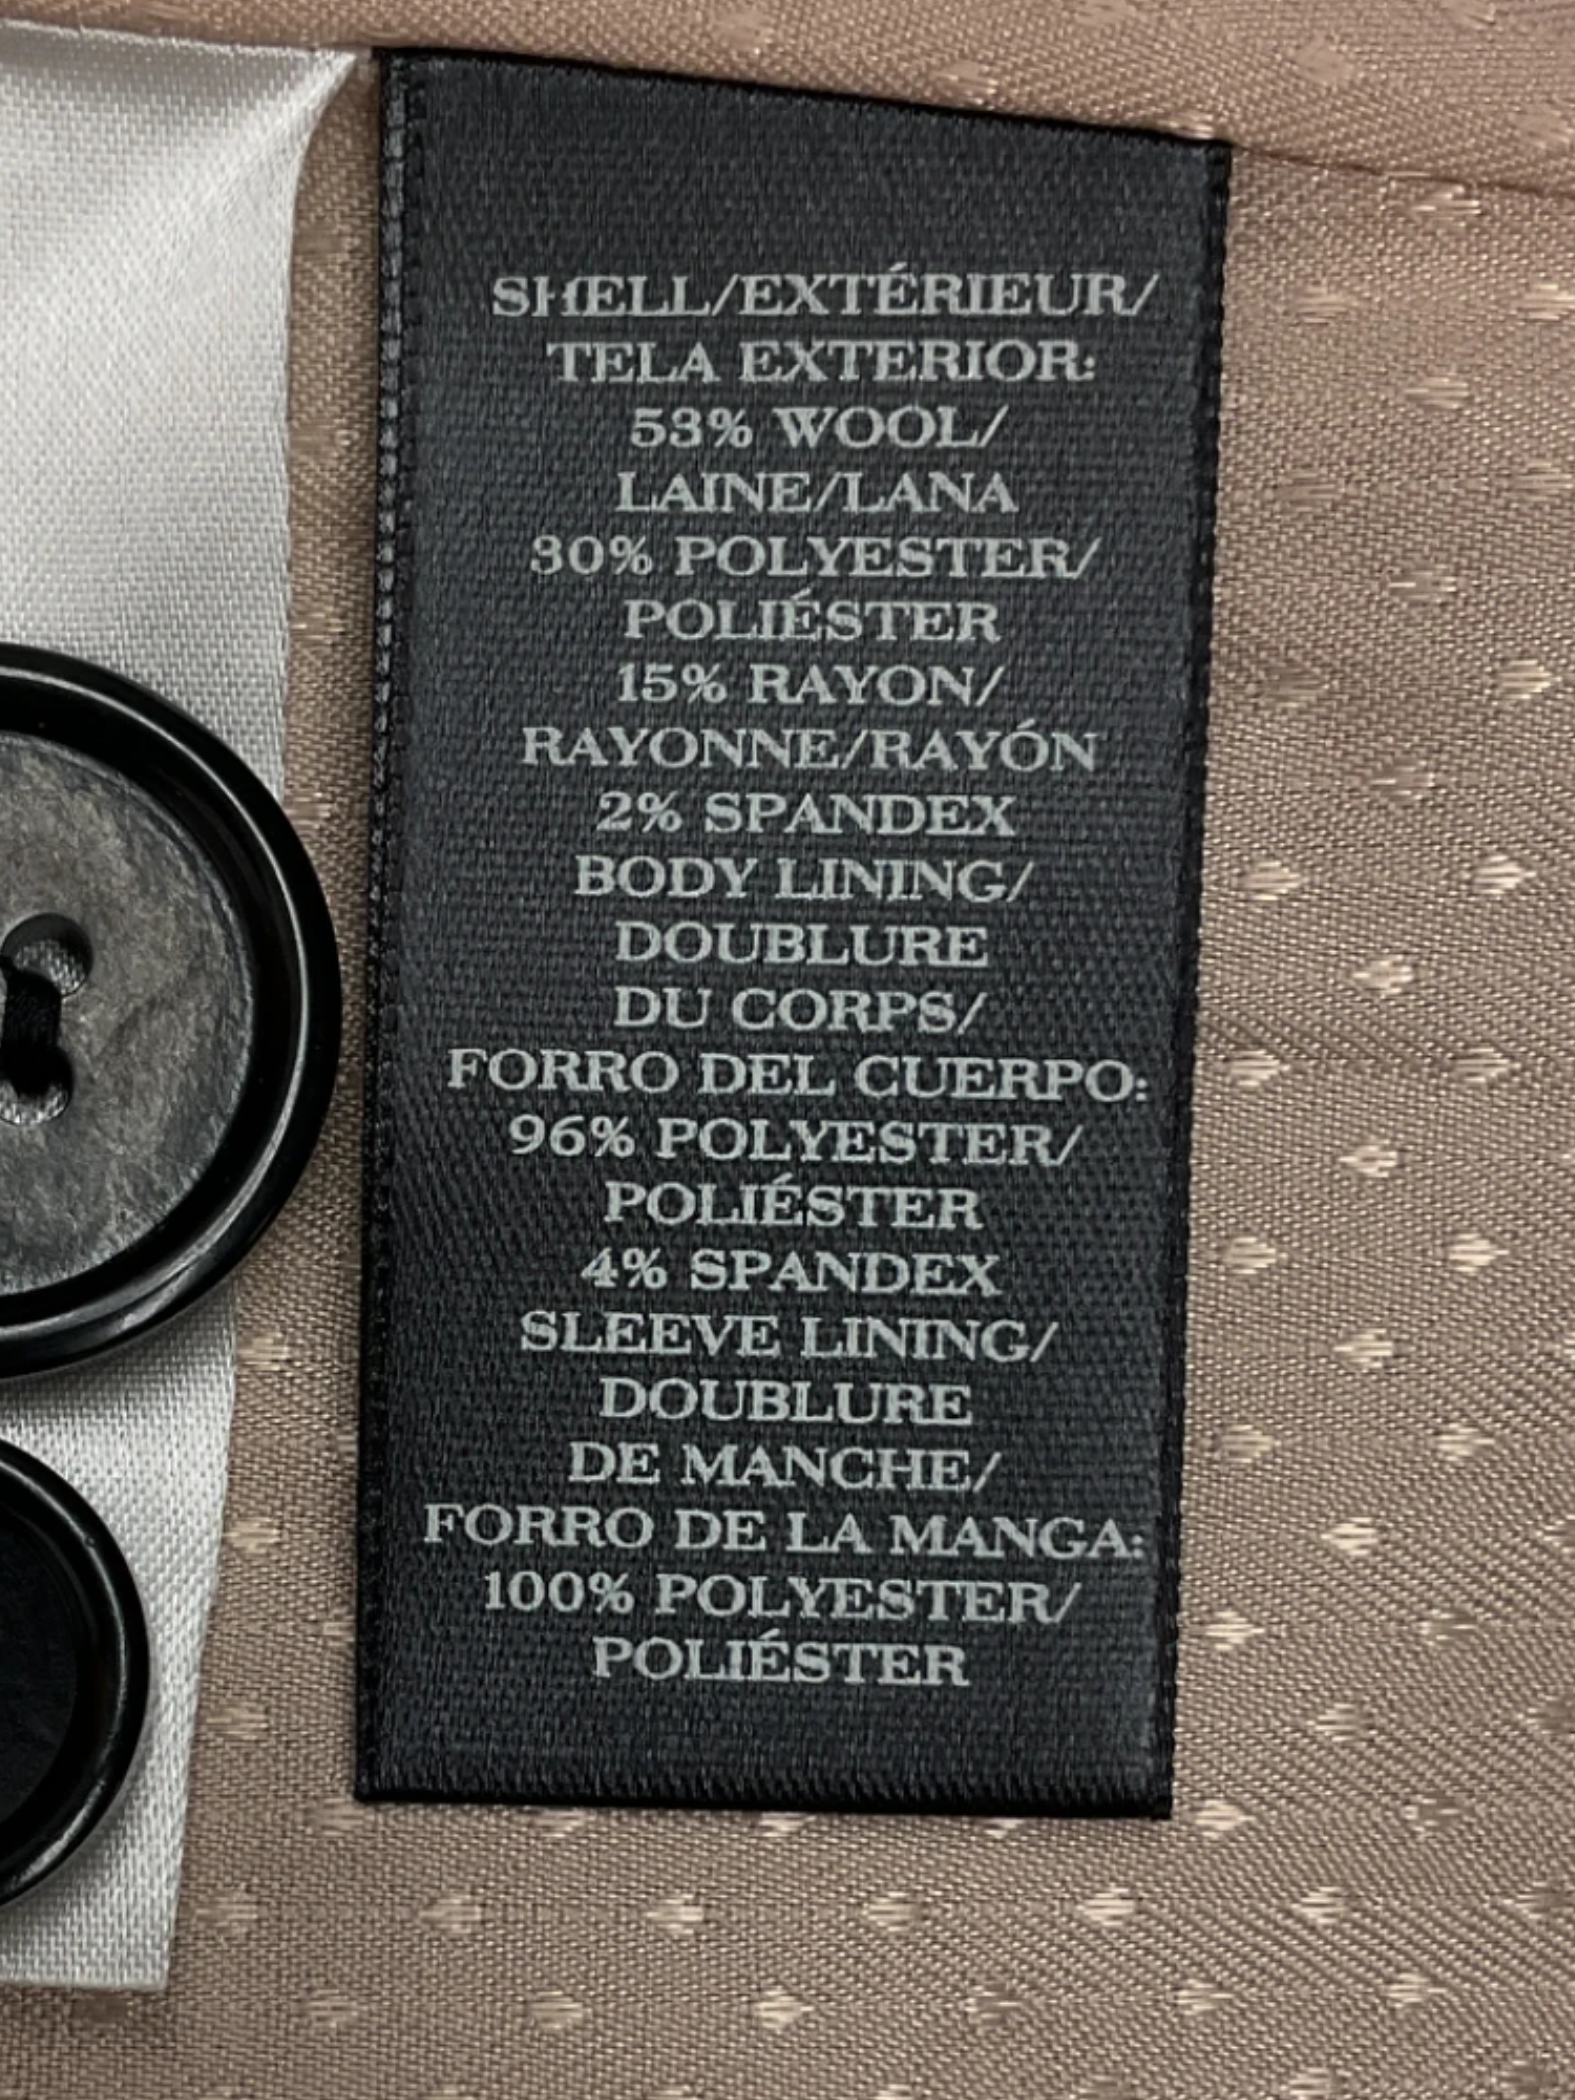 SHELL/EXTÉRIEUR/
TELA EXTERIOR:
53% WOOL/
LAINE/LANA
30% POLYESTER/
POLIÉSTER
15% RAYON/
RAYONNE/RAYÓN
2% SPANDEX
BODY LINING/
DOUBLURE
DU CORPS/
FORRO DEL CUERPO:
96% POLYESTER/
POLIÉSTER
4% SPANDEX
SLEEVE LINING/
DOUBLURE
DE MANCHE/
FORRO DE LA MANGA:
100% POLYESTER/
POLIÉSTER